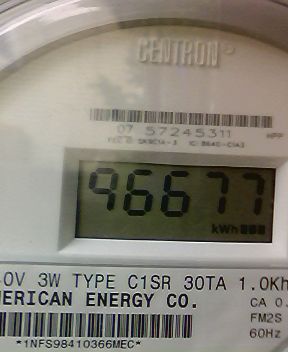 CENTRON®
07 57245311
96677
kWh
0V 3W TYPE C1SR 30TA 1.0Kh
MERICAN ENERGY CO.
CA 0.
FM2S
60Hz
*1NFS98410366MEC*